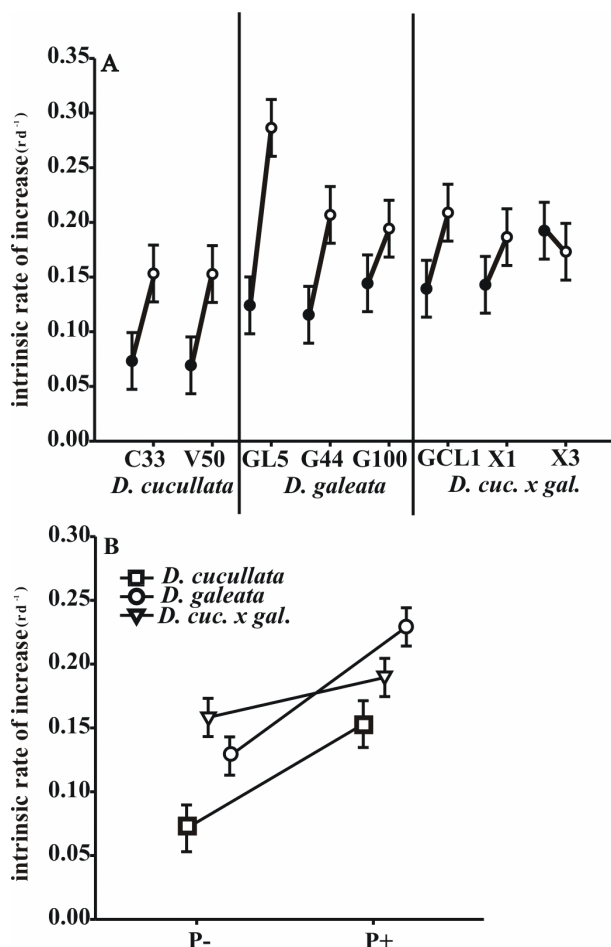 A
intrinsic rate of increase (r d⁻¹)
0.35
0.30
0.25
0.20
0.15
0.10
0.05
0.00
C33 V50 GL5 G44 G100 GCL1 X1 X3
D. cucullata D. galeata D. cuc. x gal.
B
intrinsic rate of increase (r d⁻¹)
0.30
0.25
0.20
0.15
0.10
0.05
0.00
D. cucullata
D. galeata
D. cuc. x gal.
P- P+